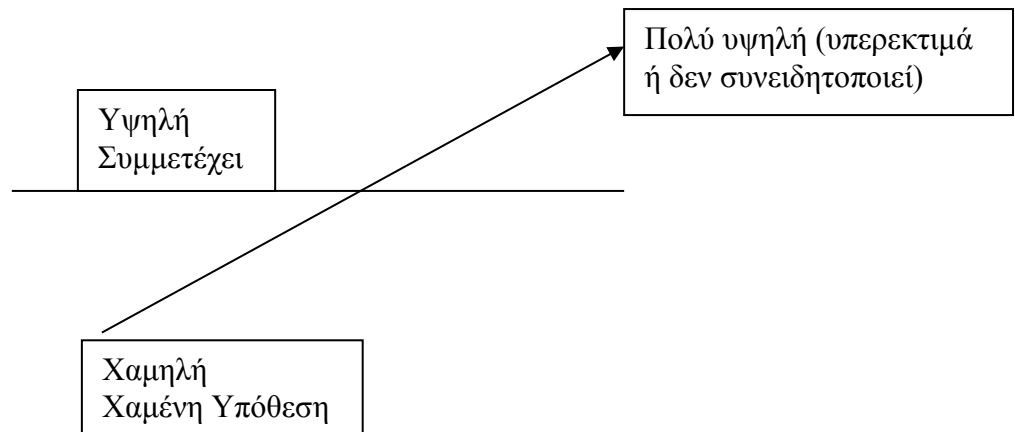 Πολύ υψηλή (υπερεκτιμά
ή δεν συνειδητοποιεί)
Υψηλή
Συμμετέχει
Χαμηλή
Χαμένη Υπόθεση